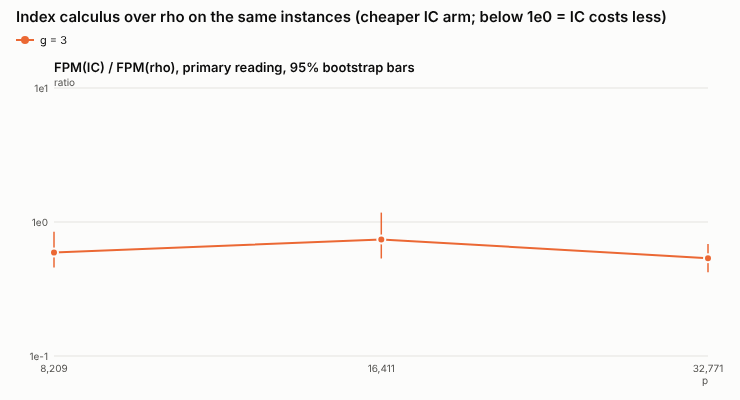 Index calculus over rho on the same instances (cheaper IC arm; below 1e0 = IC costs less)
g = 3
FPM(IC) / FPM(rho), primary reading, 95% bootstrap bars
ratio
1e1
1e0
1e-1
8,209 16,411 32,771
p